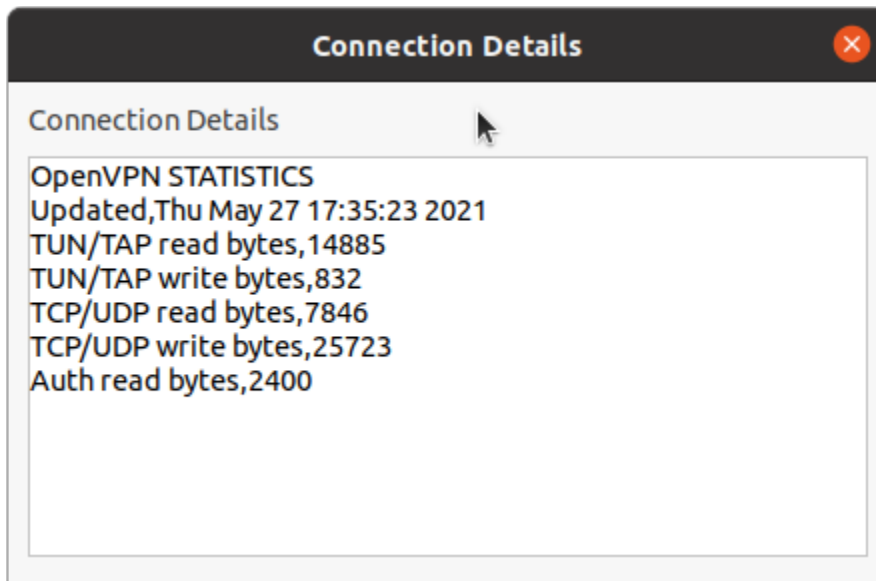 Connection Details
Connection Details
OpenVPN STATISTICS
Updated,Thu May 27 17:35:23 2021
TUN/TAP read bytes,14885
TUN/TAP write bytes,832
TCP/UDP read bytes,7846
TCP/UDP write bytes,25723
Auth read bytes,2400